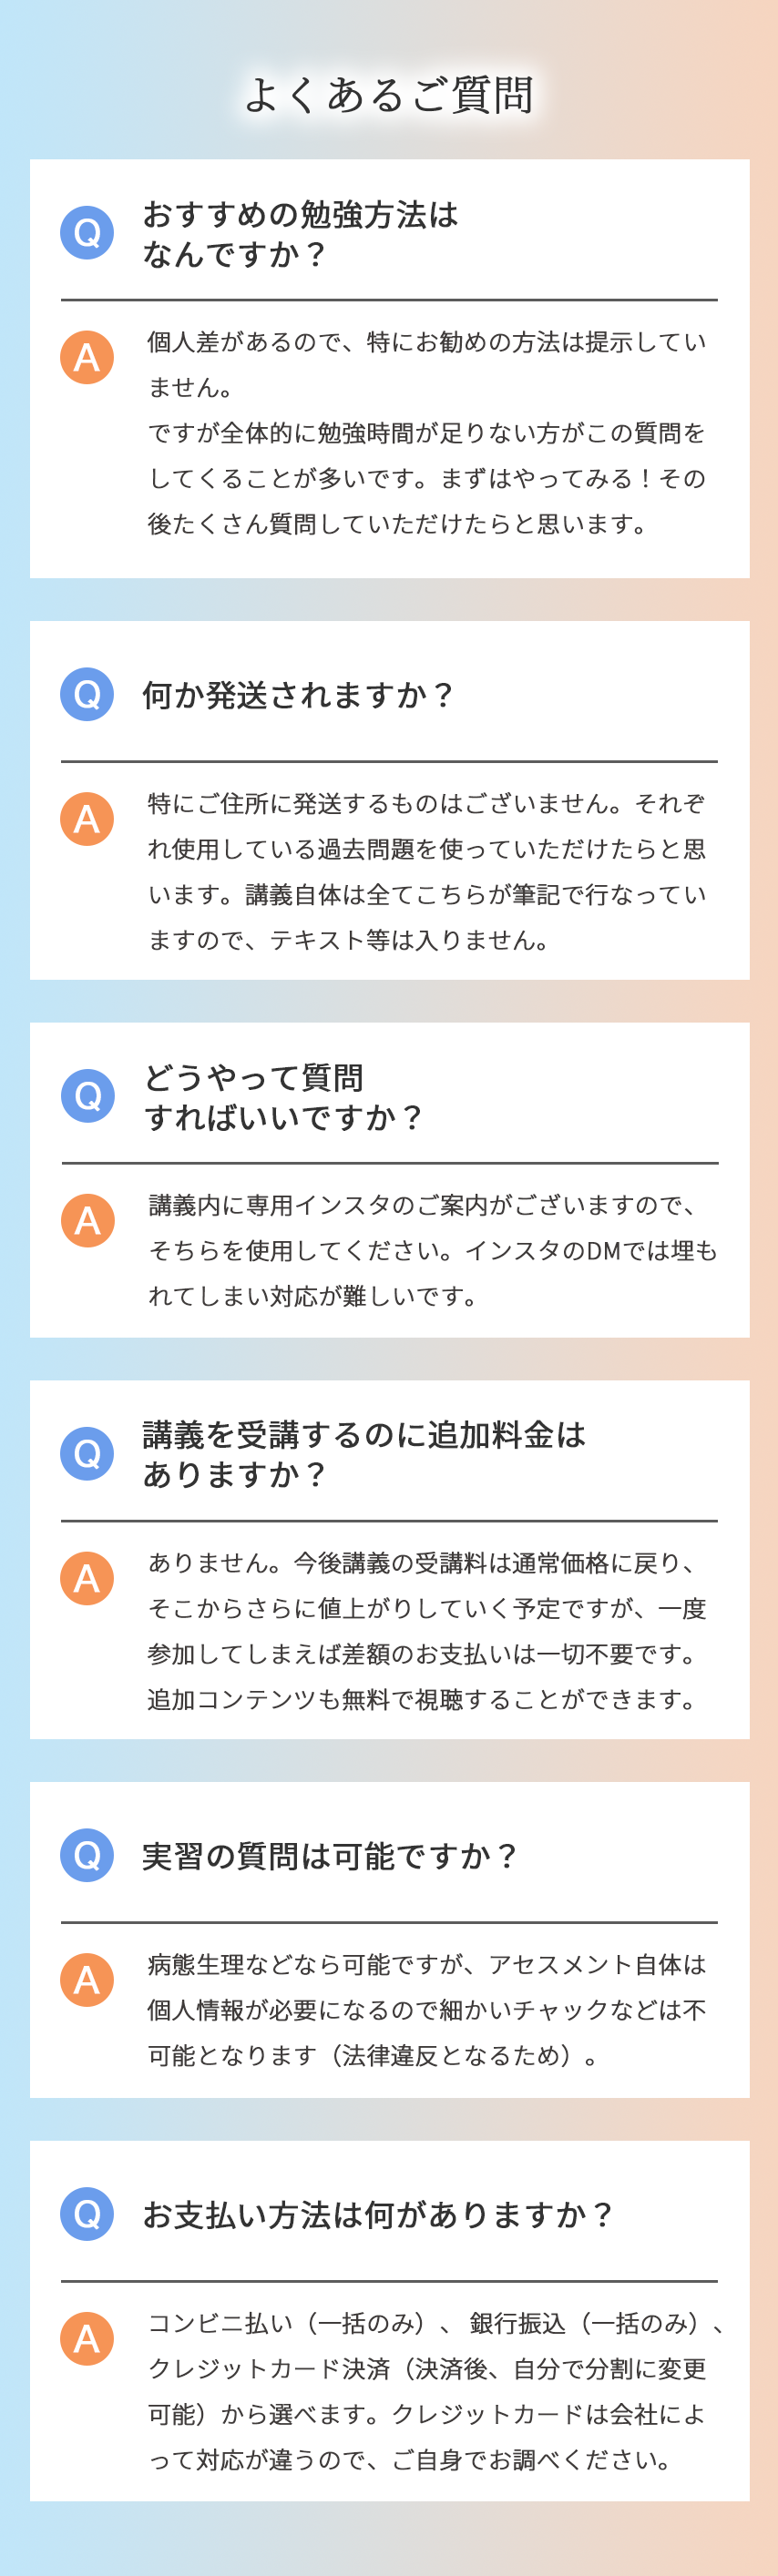 よくあるご質問
Q おすすめの勉強方法は
なんですか？
A 個人差があるので、特にお勧めの方法は提示してい
ません。
ですが全体的に勉強時間が足りない方がこの質問を
してくることが多いです。まずはやってみる！その
後たくさん質問していただけたらと思います。
Q 何か発送されますか？
A 特にご住所に発送するものはございません。それぞ
れ使用している過去問題を使っていただけたらと思
います。講義自体は全てこちらが筆記で行なってい
ますので、テキスト等は入りません。
Q どうやって質問
すればいいですか？
A 講義内に専用インスタのご案内がございますので、
そちらを使用してください。インスタのDMでは埋も
れてしまい対応が難しいです。
Q 講義を受講するのに追加料金は
ありますか？
A ありません。今後講義の受講料は通常価格に戻り、
そこからさらに値上がりしていく予定ですが、一度
参加してしまえば差額のお支払いは一切不要です。
追加コンテンツも無料で視聴することができます。
Q 実習の質問は可能ですか？
A 病態生理などなら可能ですが、アセスメント自体は
個人情報が必要になるので細かいチャックなどは不
可能となります（法律違反となるため）。
Q お支払い方法は何がありますか？
A コンビニ払い（一括のみ）、 銀行振込（一括のみ）、
クレジットカード決済（決済後、自分で分割に変更
可能）から選べます。クレジットカードは会社によ
って対応が違うので、ご自身でお調べください。